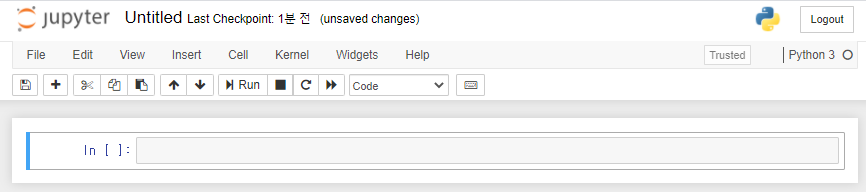 jupyter Untitled Last Checkpoint: 1분 전 (unsaved changes) Logout
File Edit View Insert Cell Kernel Widgets Help Trusted Python 3
Run Code
In [ ]: